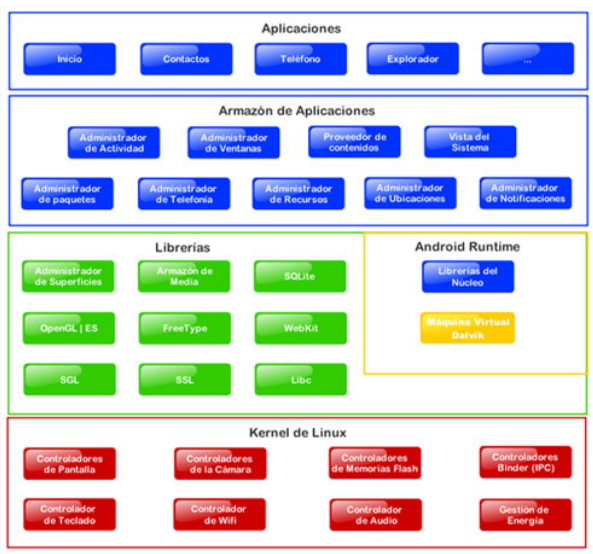 Aplicaciones
Inicio
Contactos
Teléfono
Explorador
...
Armazón de Aplicaciones
Administrador
de Actividad
Administrador
de Ventanas
Proveedor de
contenidos
Vista del
Sistema
Administrador
de paquetes
Administrador
de Telefonía
Administrador
de Recursos
Administrador
de Ubicaciones
Administrador
de Notificaciones
Librerías
Administrador
de Superficies
Armazón de
Media
SQLite
OpenGL | ES
FreeType
WebKit
SGL
SSL
Libc
Android Runtime
Librerías del
Núcleo
Máquina Virtual
Dalvik
Kernel de Linux
Controladores
de Pantalla
Controladores
de la Cámara
Controladores
de Memorias Flash
Controladores
Binder (IPC)
Controlador
de Teclado
Controlador
de Wifi
Controlador
de Audio
Gestión de
Energía